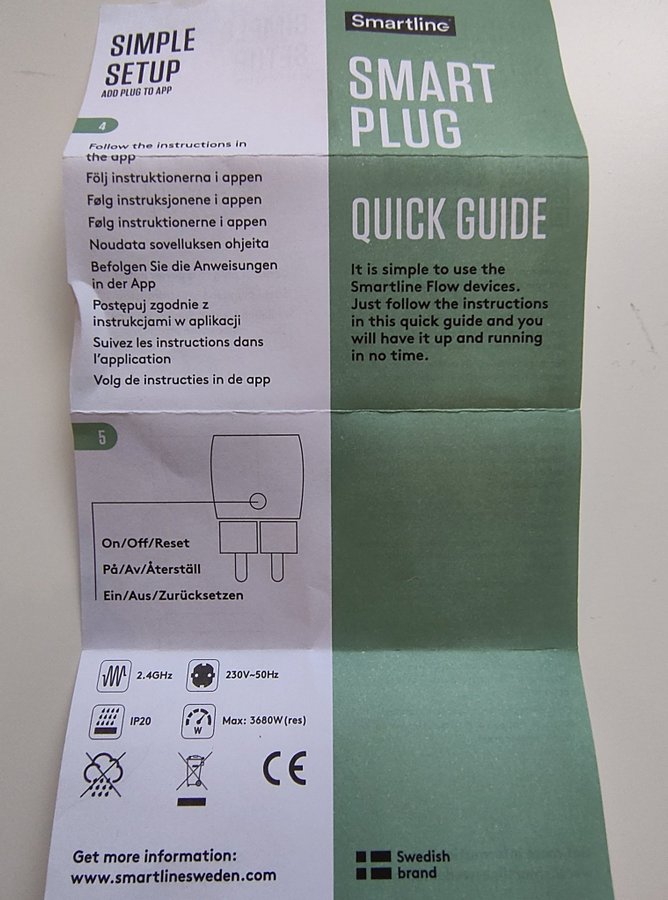 SIMPLE
SETUP
ADD PLUG TO APP
4
Follow the instructions in
the app
Följ instruktionerna i appen
Følg instruksjonene i appen
Følg instruktionerne i appen
Noudata sovelluksen ohjeita
Befolgen Sie die Anweisungen
in der App
Postępuj zgodnie z
instrukcjami w aplikacji
Suivez les instructions dans
l'application
Volg de instructies in de app
5
On/Off/Reset
På/Av/Återställ
Ein/Aus/Zurücksetzen
2.4GHz
230V~50Hz
IP20
W
Max: 3680W(res)
CE
Get more information:
www.smartlinesweden.com
Smartline
SMART
PLUG
QUICK GUIDE
It is simple to use the
Smartline Flow devices.
Just follow the instructions
in this quick guide and you
will have it up and running
in no time.
Swedish
brand